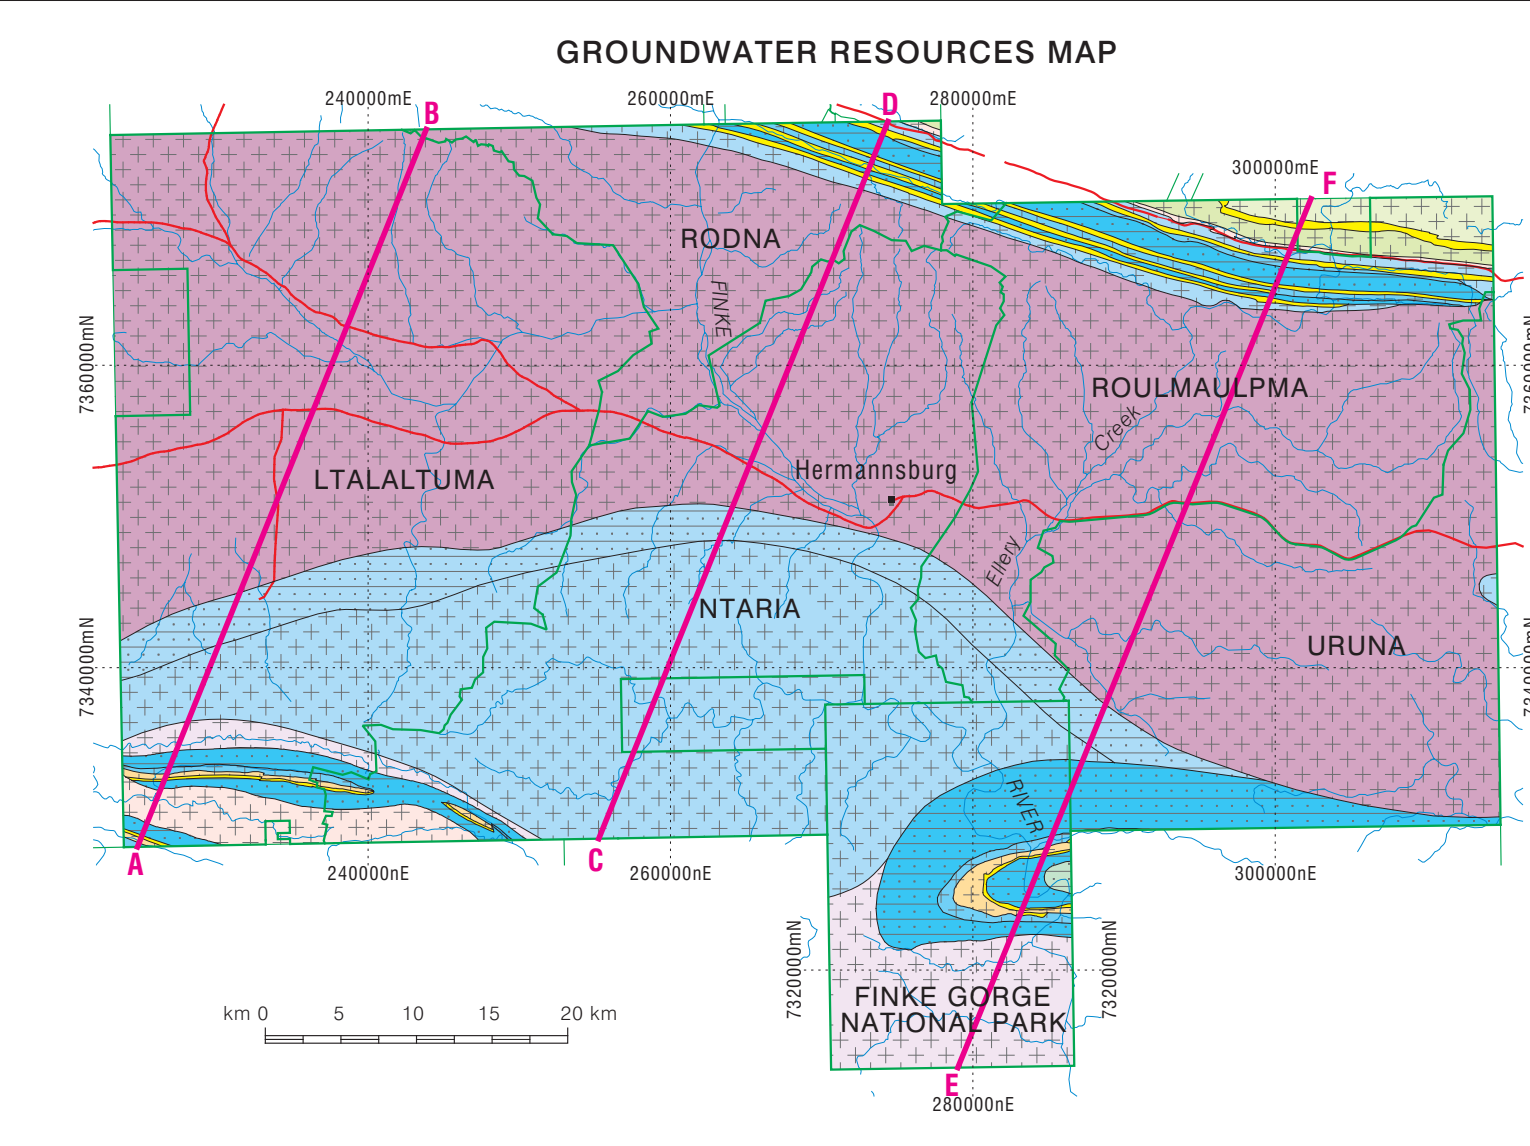 GROUNDWATER RESOURCES MAP
240000mE
260000mE
280000mE
B
D
300000mE
F
RODNA
FINKE
7360000mN
ROULMAULPMA
Creek
Hermannsburg
LTALALTUMA
Ellery
NTARIA
URUNA
7340000mN
RIVER
A
C
240000nE
260000nE
300000nE
7320000mN
7320000mN
FINKE GORGE
NATIONAL PARK
km 0 5 10 15 20 km
E
280000nE